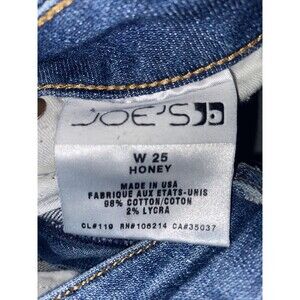 JOE'S JD
W 25
HONEY
MADE IN USA
FABRIQUE AUX ETATS-UNIS
98% COTTON/COTON
2% LYCRA
CL#119 RN#106214 CA#35037